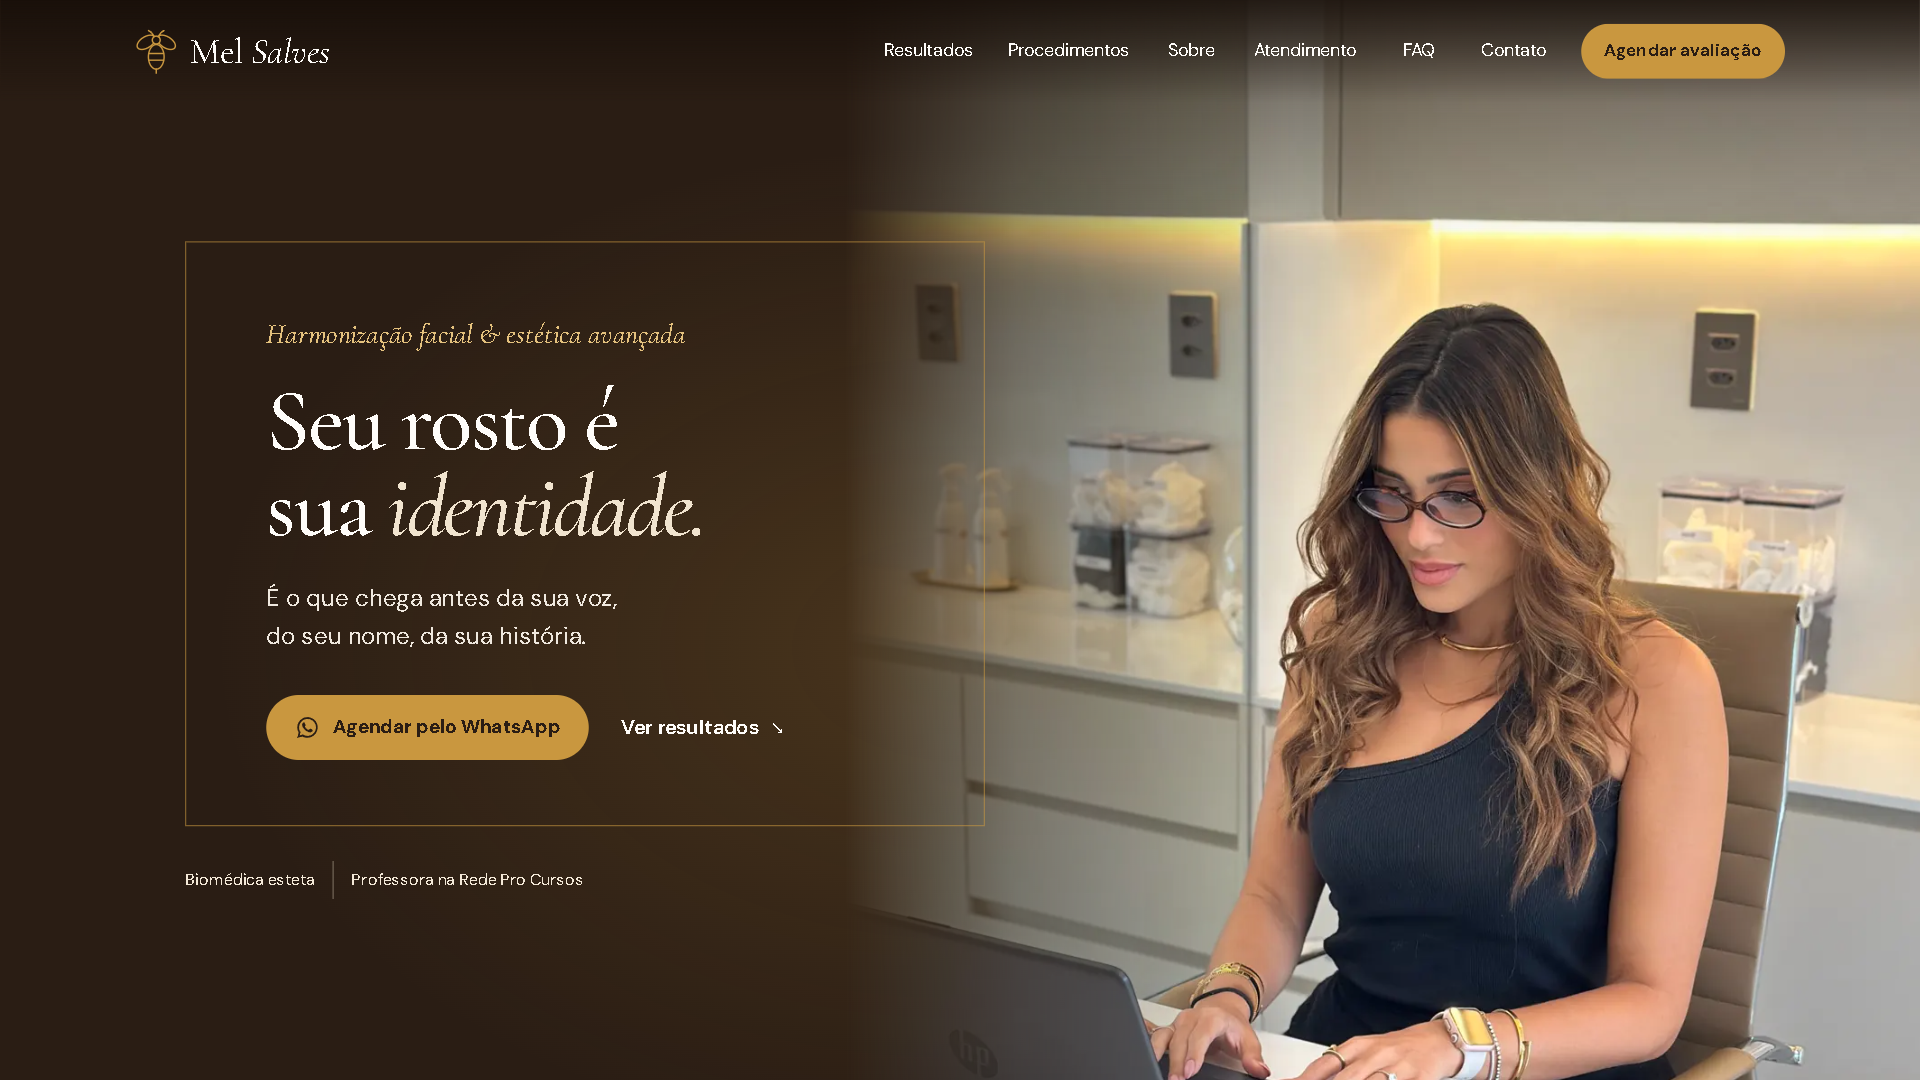 Mel Salves
Resultados
Procedimentos
Sobre
Atendimento
FAQ
Contato
Agendar avaliação
Harmonização facial & estética avançada
Seu rosto é
sua identidade.
É o que chega antes da sua voz,
do seu nome, da sua história.
Agendar pelo WhatsApp
Ver resultados ↘
Biomédica esteta
Professora na Rede Pro Cursos
hp